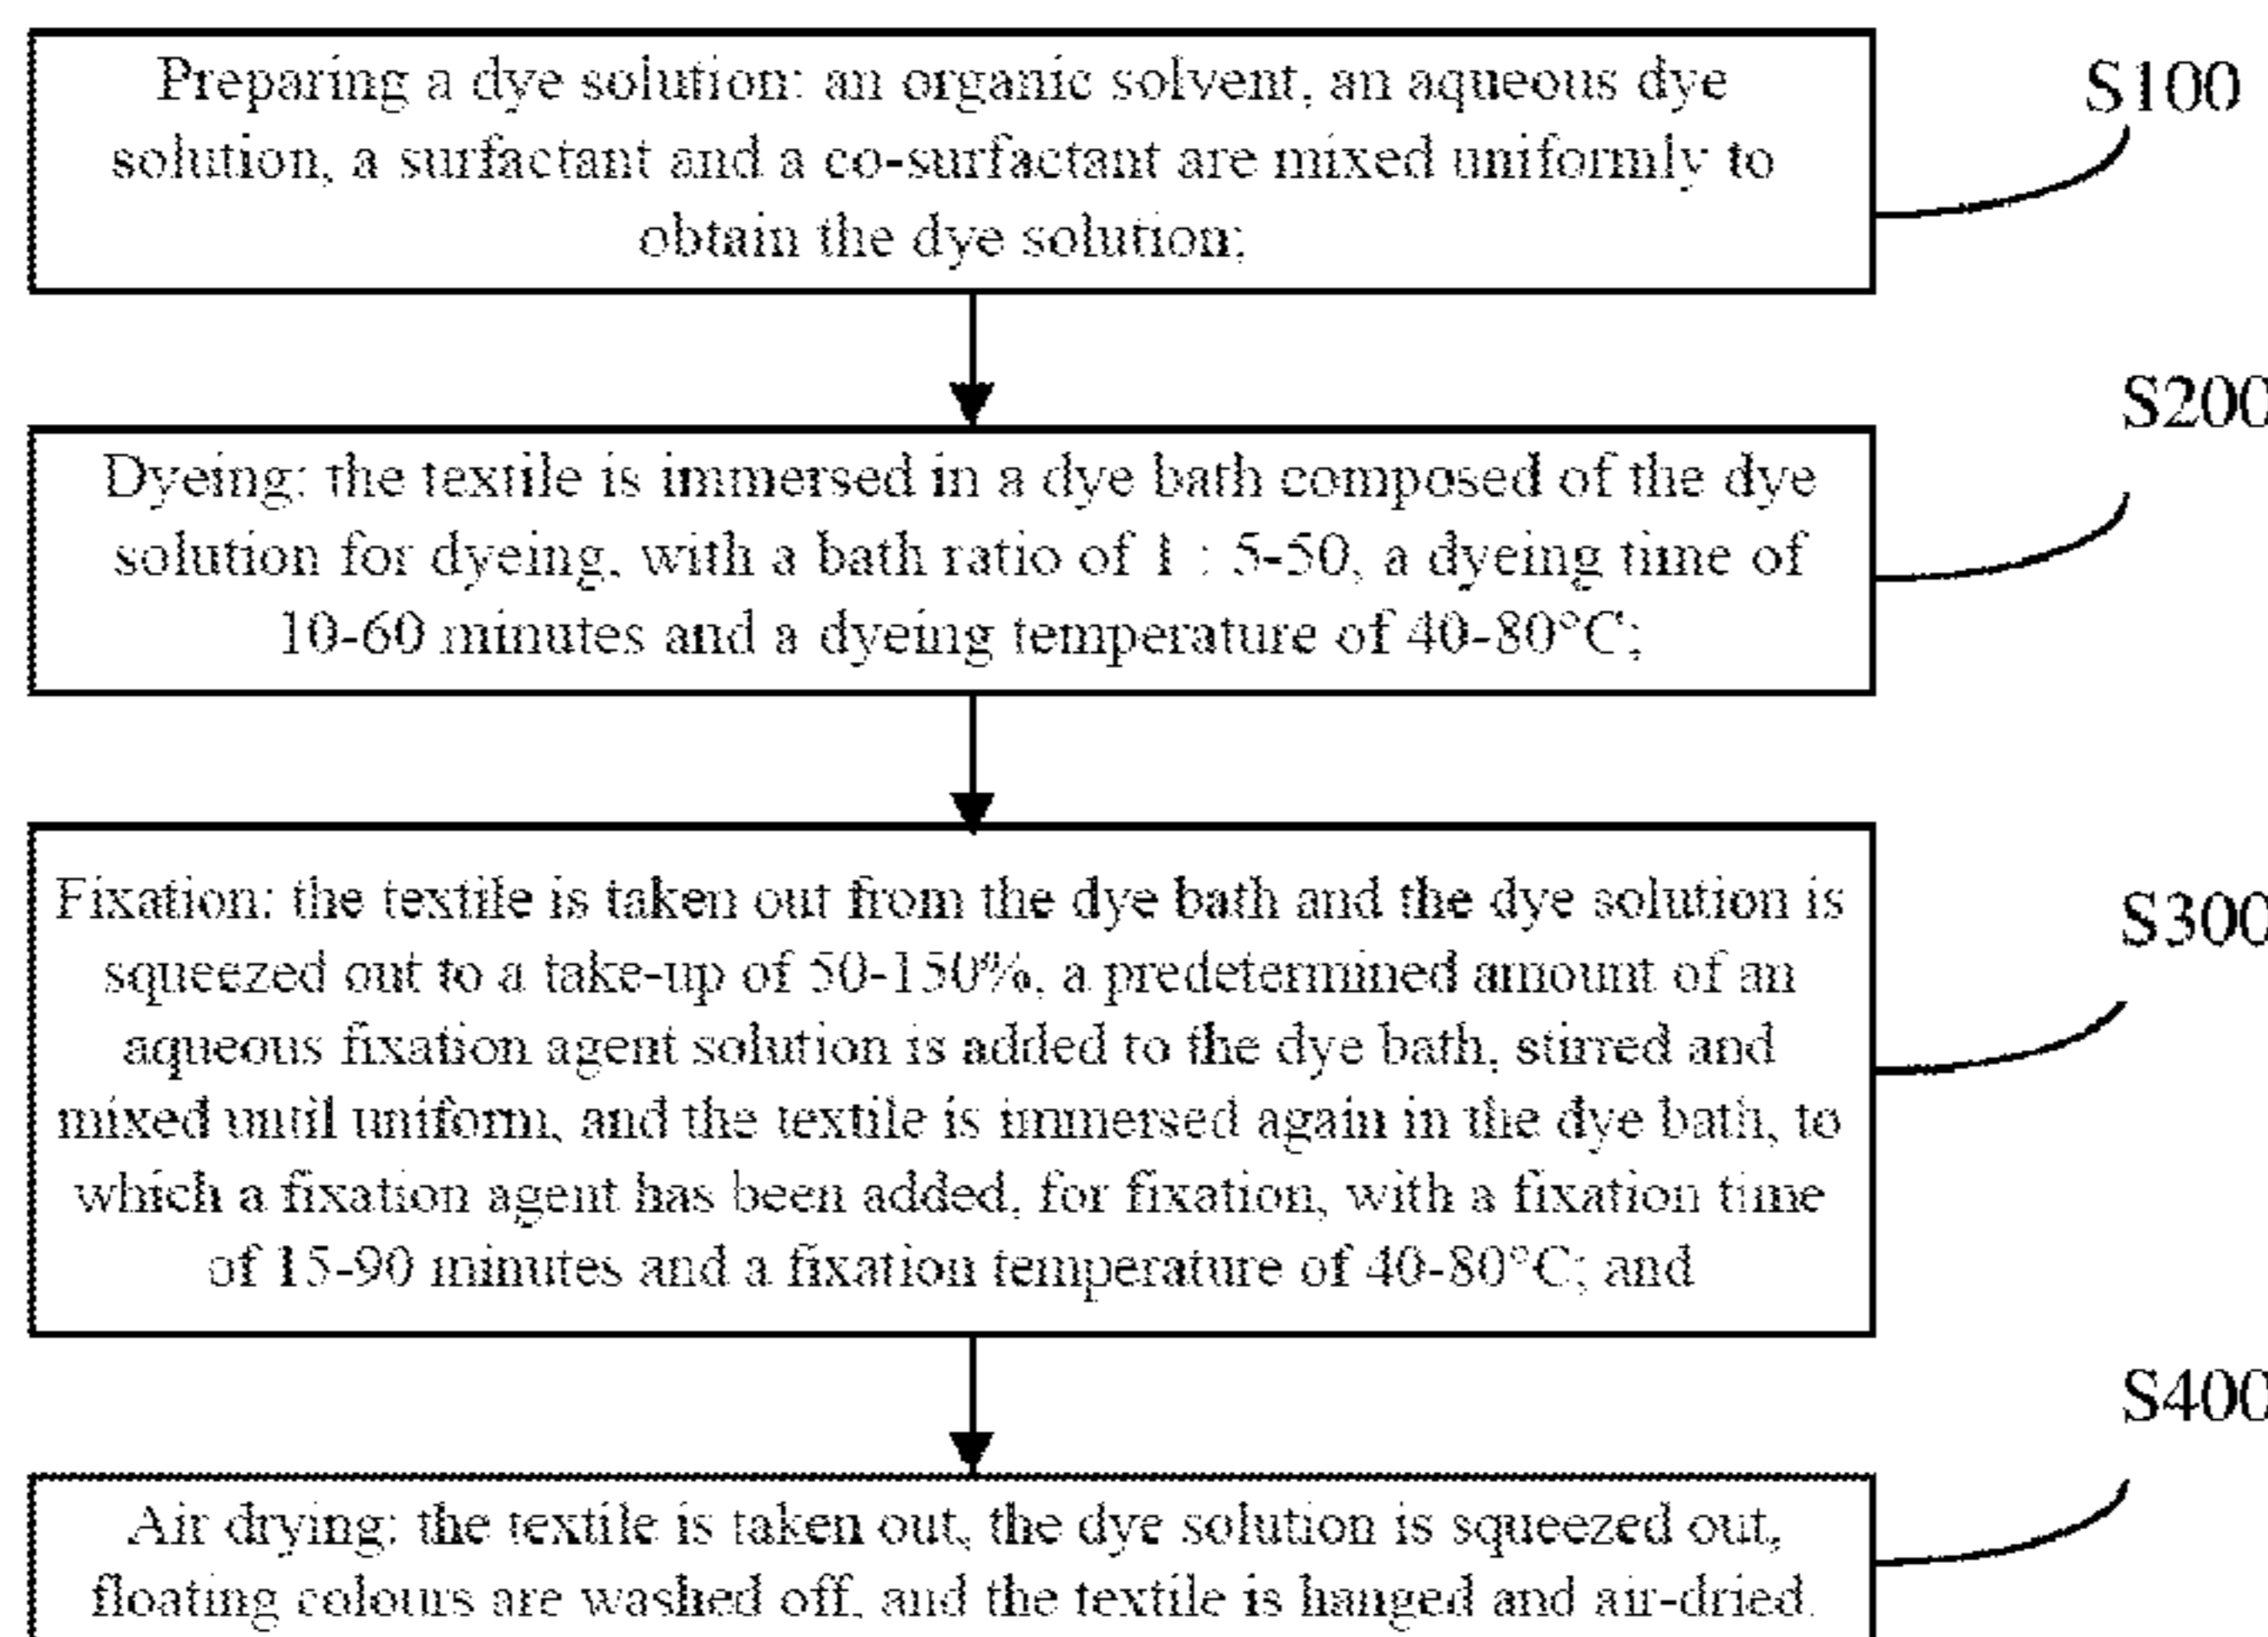 Preparing a dye solution: an organic solvent, an aqueous dye
solution, a surfactant and a co-surfactant are mixed uniformly to
obtain the dye solution;
S100
Dyeing: the textile is immersed in a dye bath composed of the dye
solution for dyeing, with a bath ratio of 1 : 5-50, a dyeing time of
10-60 minutes and a dyeing temperature of 40-80°C;
S200
Fixation: the textile is taken out from the dye bath and the dye solution is
squeezed out to a take-up of 50-150%, a predetermined amount of an
aqueous fixation agent solution is added to the dye bath, stirred and
mixed until uniform, and the textile is immersed again in the dye bath, to
which a fixation agent has been added, for fixation, with a fixation time
of 15-90 minutes and a fixation temperature of 40-80°C; and
S300
Air drying: the textile is taken out, the dye solution is squeezed out,
floating colours are washed off, and the textile is hanged and air-dried.
S400